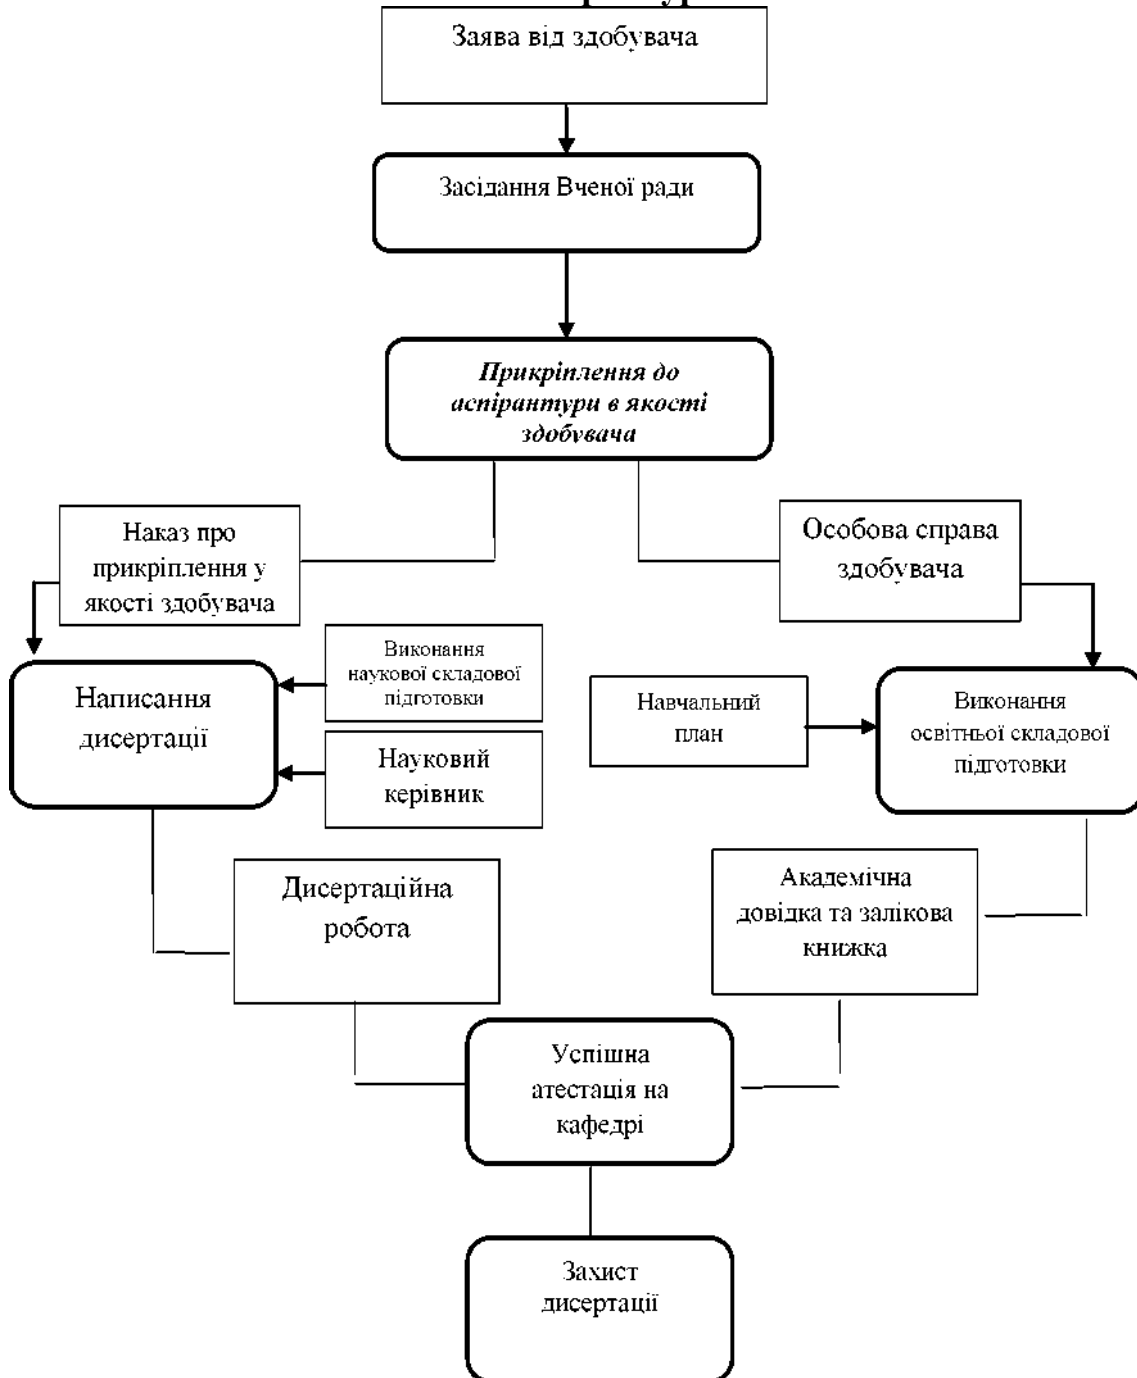 Заява від здобувача
Засідання Вченої ради
Прикріплення до
аспірантури в якості
здобувача
Наказ про
прикріплення у
якості здобувача
Особова справа
здобувача
Виконання
наукової складової
підготовки
Написання
дисертації
Науковий
керівник
Навчальний
план
Виконання
освітньої складової
підготовки
Дисертаційна
робота
Академічна
довідка та залікова
книжка
Успішна
атестація на
кафедрі
Захист
дисертації